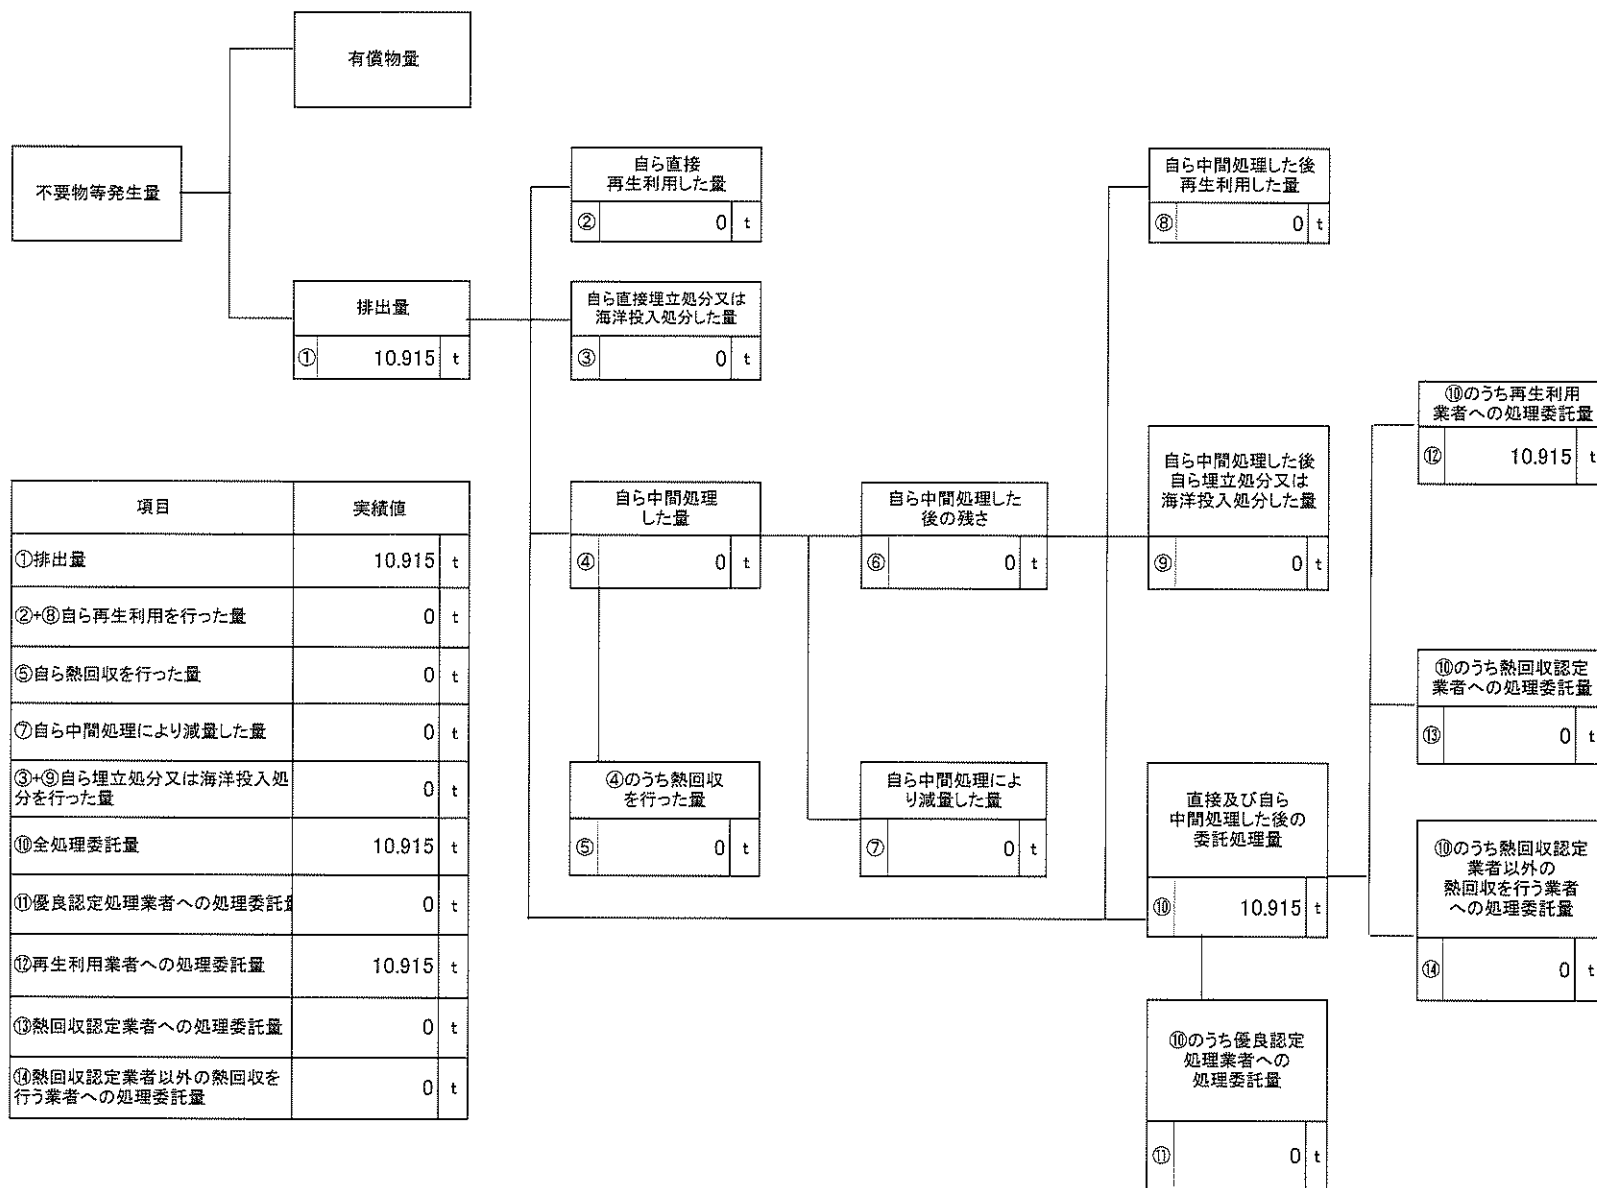 有償物量
不要物等発生量
排出量
① 10.915 t
自ら直接
再生利用した量
② 0 t
自ら直接埋立処分又は
海洋投入処分した量
③ 0 t
自ら中間処理
した量
④ 0 t
④のうち熱回収
を行った量
⑤ 0 t
自ら中間処理した
後の残さ
⑥ 0 t
自ら中間処理によ
り減量した量
⑦ 0 t
自ら中間処理した後
再生利用した量
⑧ 0 t
自ら中間処理した後
自ら埋立処分又は
海洋投入処分した量
⑨ 0 t
直接及び自ら
中間処理した後の
委託処理量
⑩ 10.915 t
⑩のうち優良認定
処理業者への
処理委託量
⑪ 0 t
⑩のうち再生利用
業者への処理委託量
⑫ 10.915 t
⑩のうち熱回収認定
業者への処理委託量
⑬ 0 t
⑩のうち熱回収認定
業者以外の
熱回収を行う業者
への処理委託量
⑭ 0 t
項目 実績値
①排出量 10.915 t
②+⑧自ら再生利用を行った量 0 t
⑤自ら熱回収を行った量 0 t
⑦自ら中間処理により減量した量 0 t
③+⑨自ら埋立処分又は海洋投入処
分を行った量 0 t
⑩全処理委託量 10.915 t
⑪優良認定処理業者への処理委託量 0 t
⑫再生利用業者への処理委託量 10.915 t
⑬熱回収認定業者への処理委託量 0 t
⑭熱回収認定業者以外の熱回収を
行う業者への処理委託量 0 t